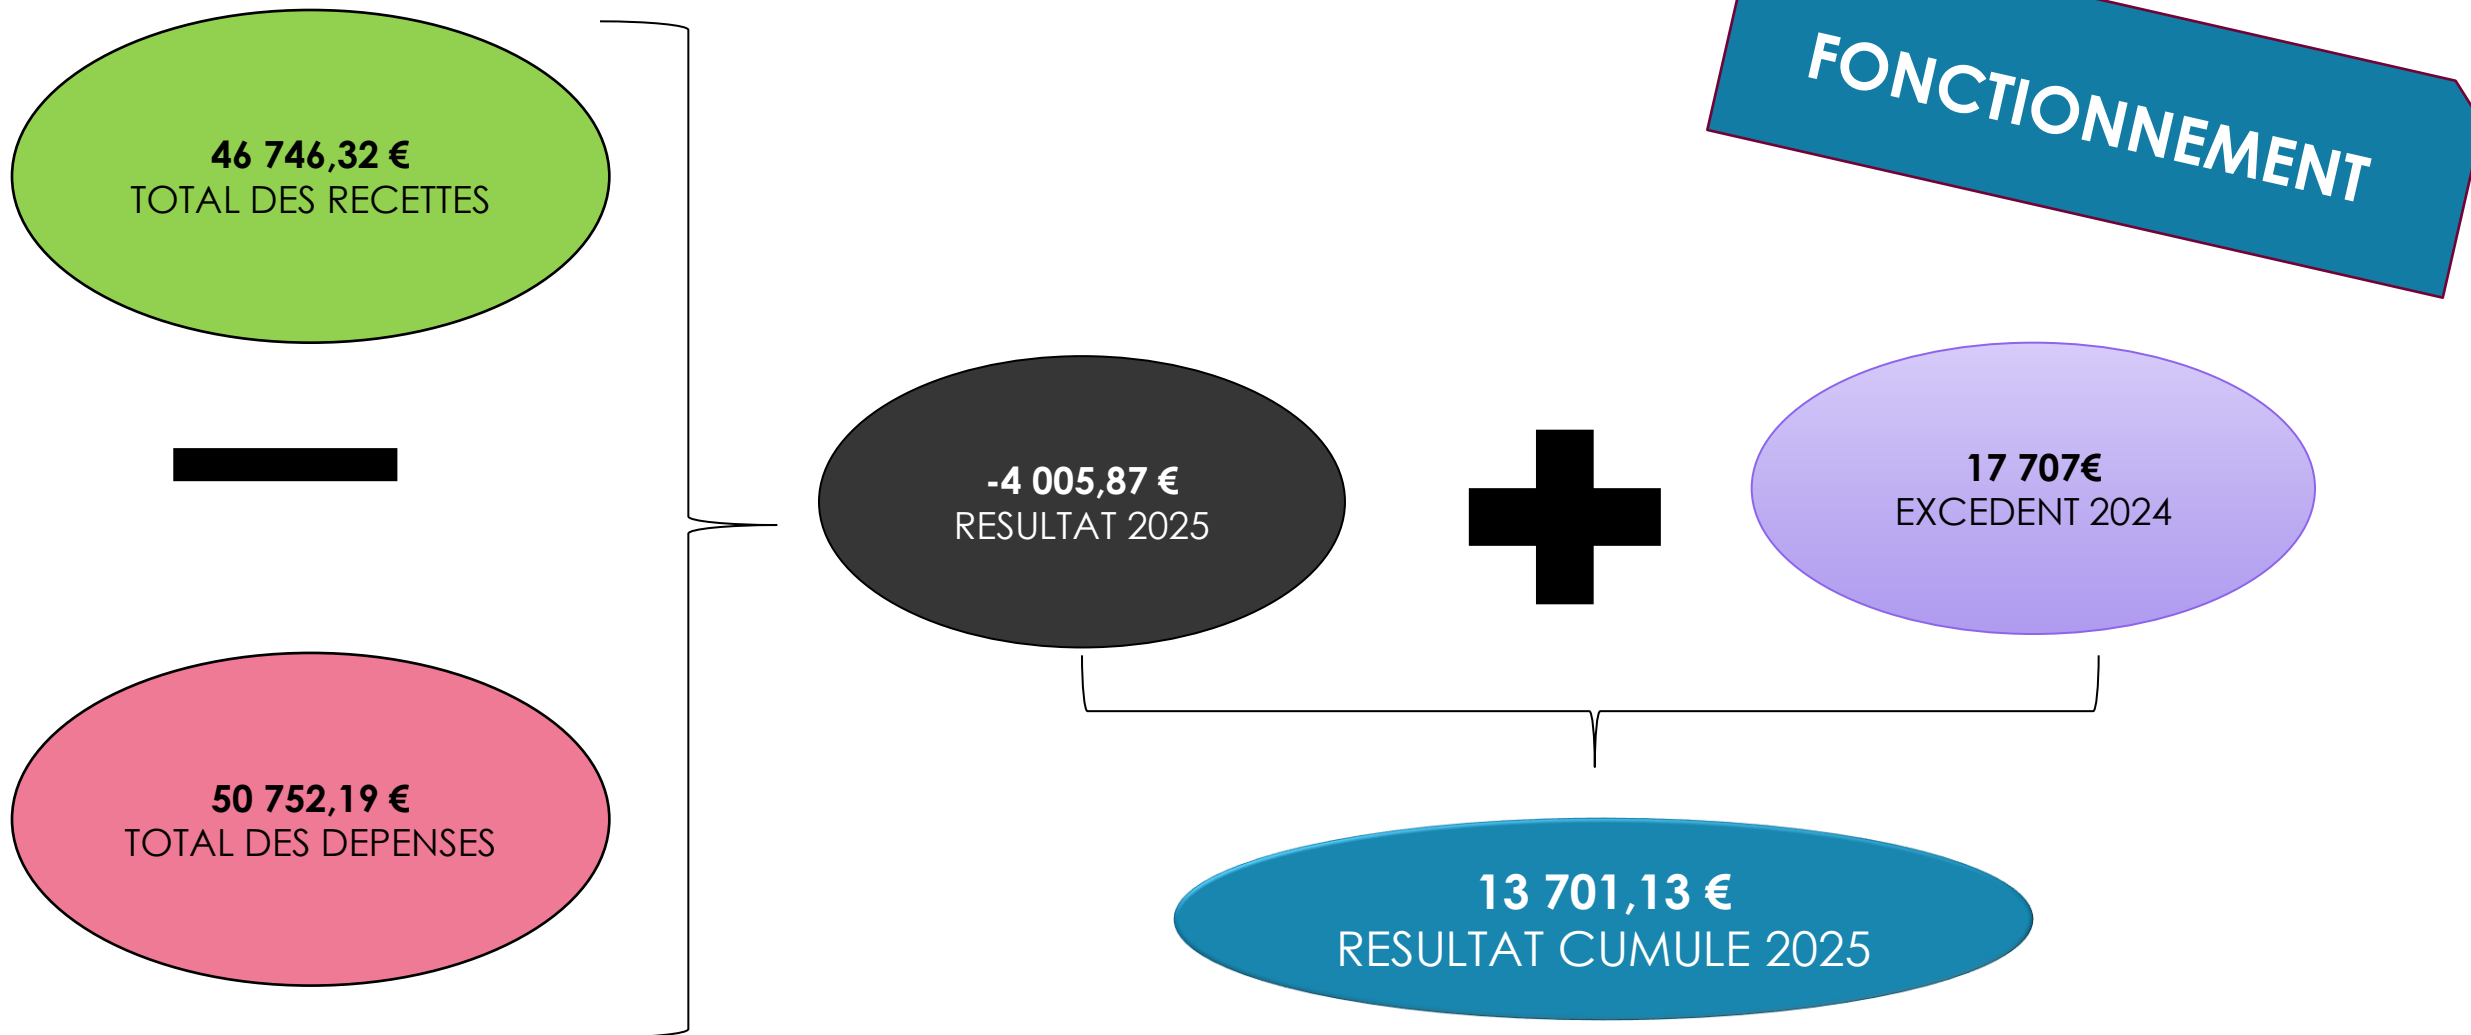 FONCTIONNEMENT
46 746,32 €
TOTAL DES RECETTES
-4 005,87 €
RESULTAT 2025
17 707€
EXCEDENT 2024
50 752,19 €
TOTAL DES DEPENSES
13 701,13 €
RESULTAT CUMULE 2025